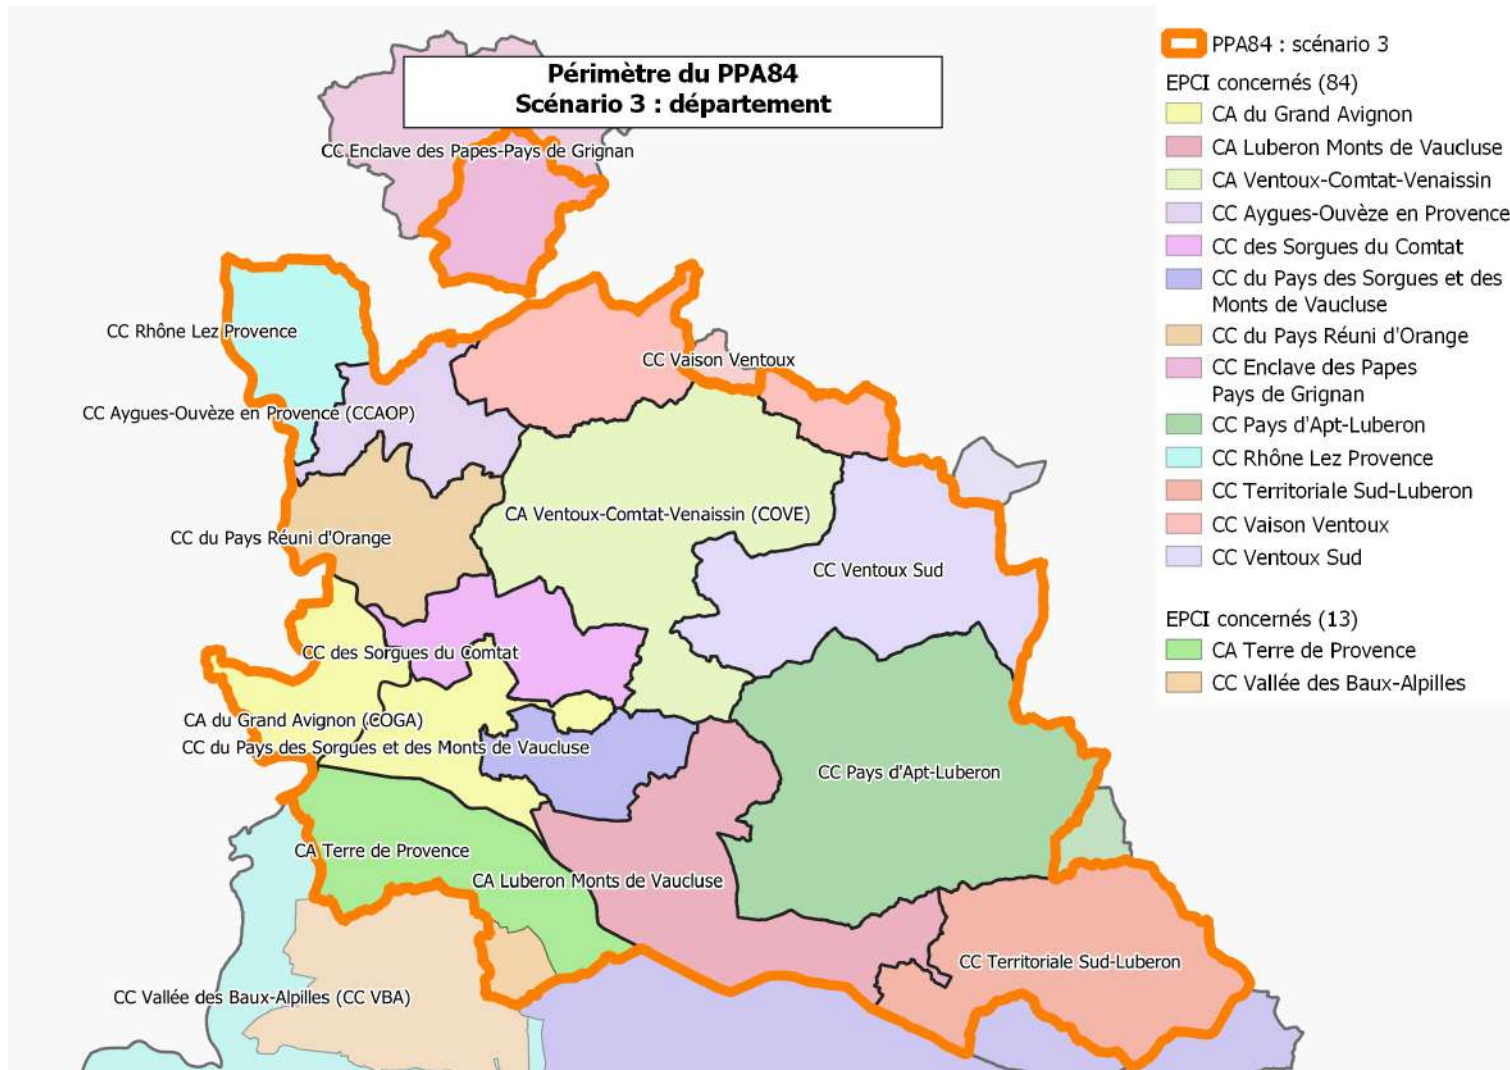 Périmètre du PPA84
Scénario 3 : département
CC Enclave des Papes-Pays de Grignan
CC Rhône Lez Provence
CC Vaison Ventoux
CC Aygues-Ouvèze en Provence (CCAOP)
CA Ventoux-Comtat-Venaissin (COVE)
CC du Pays Réuni d'Orange
CC Ventoux Sud
CC des Sorgues du Comtat
CA du Grand Avignon (COGA)
CC du Pays des Sorgues et des Monts de Vaucluse
CC Pays d'Apt-Luberon
CA Terre de Provence
CA Luberon Monts de Vaucluse
CC Territoriale Sud-Luberon
CC Vallée des Baux-Alpilles (CC VBA)
PPA84 : scénario 3
EPCI concernés (84)
CA du Grand Avignon
CA Luberon Monts de Vaucluse
CA Ventoux-Comtat-Venaissin
CC Aygues-Ouvèze en Provence
CC des Sorgues du Comtat
CC du Pays des Sorgues et des
Monts de Vaucluse
CC du Pays Réuni d'Orange
CC Enclave des Papes
Pays de Grignan
CC Pays d'Apt-Luberon
CC Rhône Lez Provence
CC Territoriale Sud-Luberon
CC Vaison Ventoux
CC Ventoux Sud
EPCI concernés (13)
CA Terre de Provence
CC Vallée des Baux-Alpilles